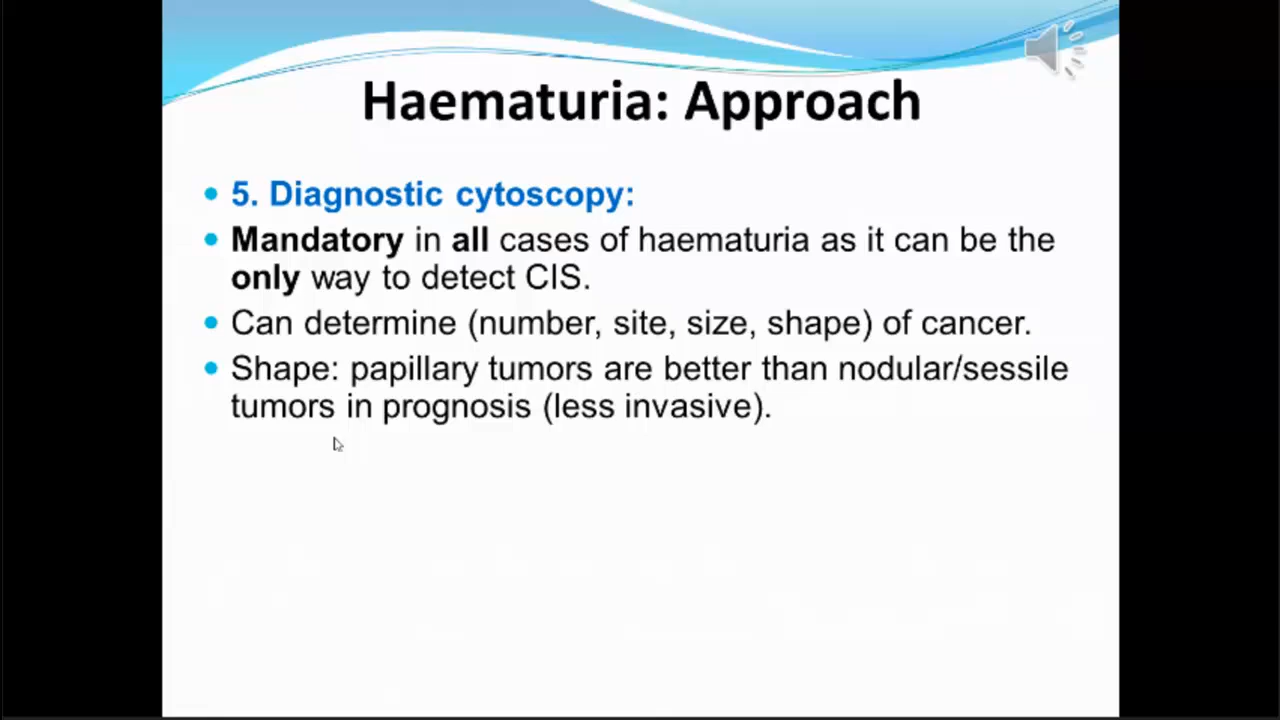 Haematuria: Approach
5. Diagnostic cytoscopy:
Mandatory in all cases of haematuria as it can be the
only way to detect CIS.
Can determine (number, site, size, shape) of cancer.
Shape: papillary tumors are better than nodular/sessile
tumors in prognosis (less invasive).